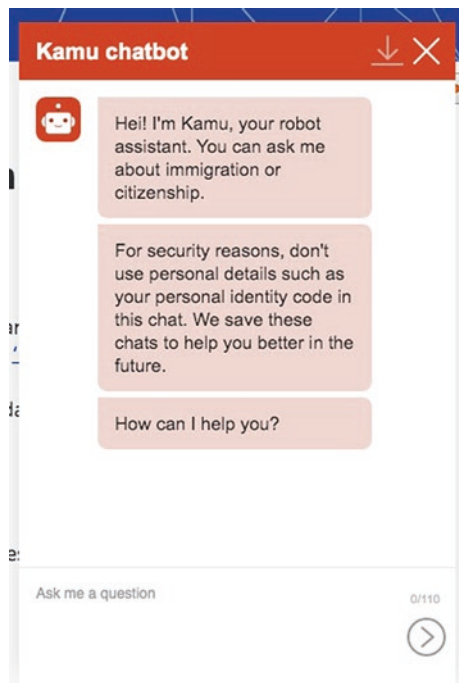 Kamu chatbot
Hei! I'm Kamu, your robot
assistant. You can ask me
about immigration or
citizenship.
For security reasons, don't
use personal details such as
your personal identity code in
this chat. We save these
chats to help you better in the
future.
How can I help you?
Ask me a question
0/110